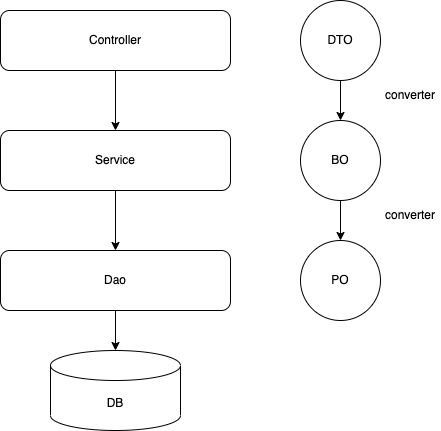 Controller
DTO
converter
Service
BO
converter
Dao
PO
DB